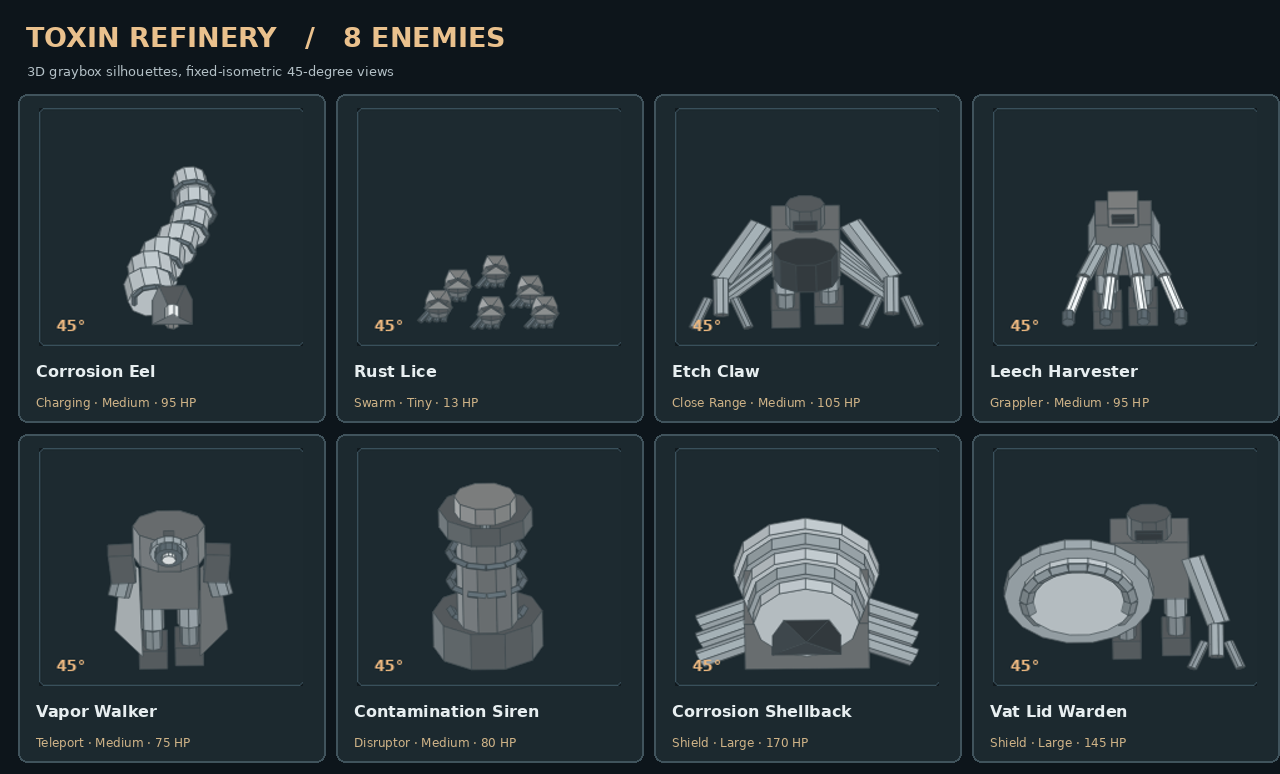 TOXIN REFINERY / 8 ENEMIES
3D graybox silhouettes, fixed-isometric 45-degree views
45°
Corrosion Eel
Charging · Medium · 95 HP
45°
Rust Lice
Swarm · Tiny · 13 HP
45°
Etch Claw
Close Range · Medium · 105 HP
45°
Leech Harvester
Grappler · Medium · 95 HP
45°
Vapor Walker
Teleport · Medium · 75 HP
45°
Contamination Siren
Disruptor · Medium · 80 HP
45°
Corrosion Shellback
Shield · Large · 170 HP
45°
Vat Lid Warden
Shield · Large · 145 HP